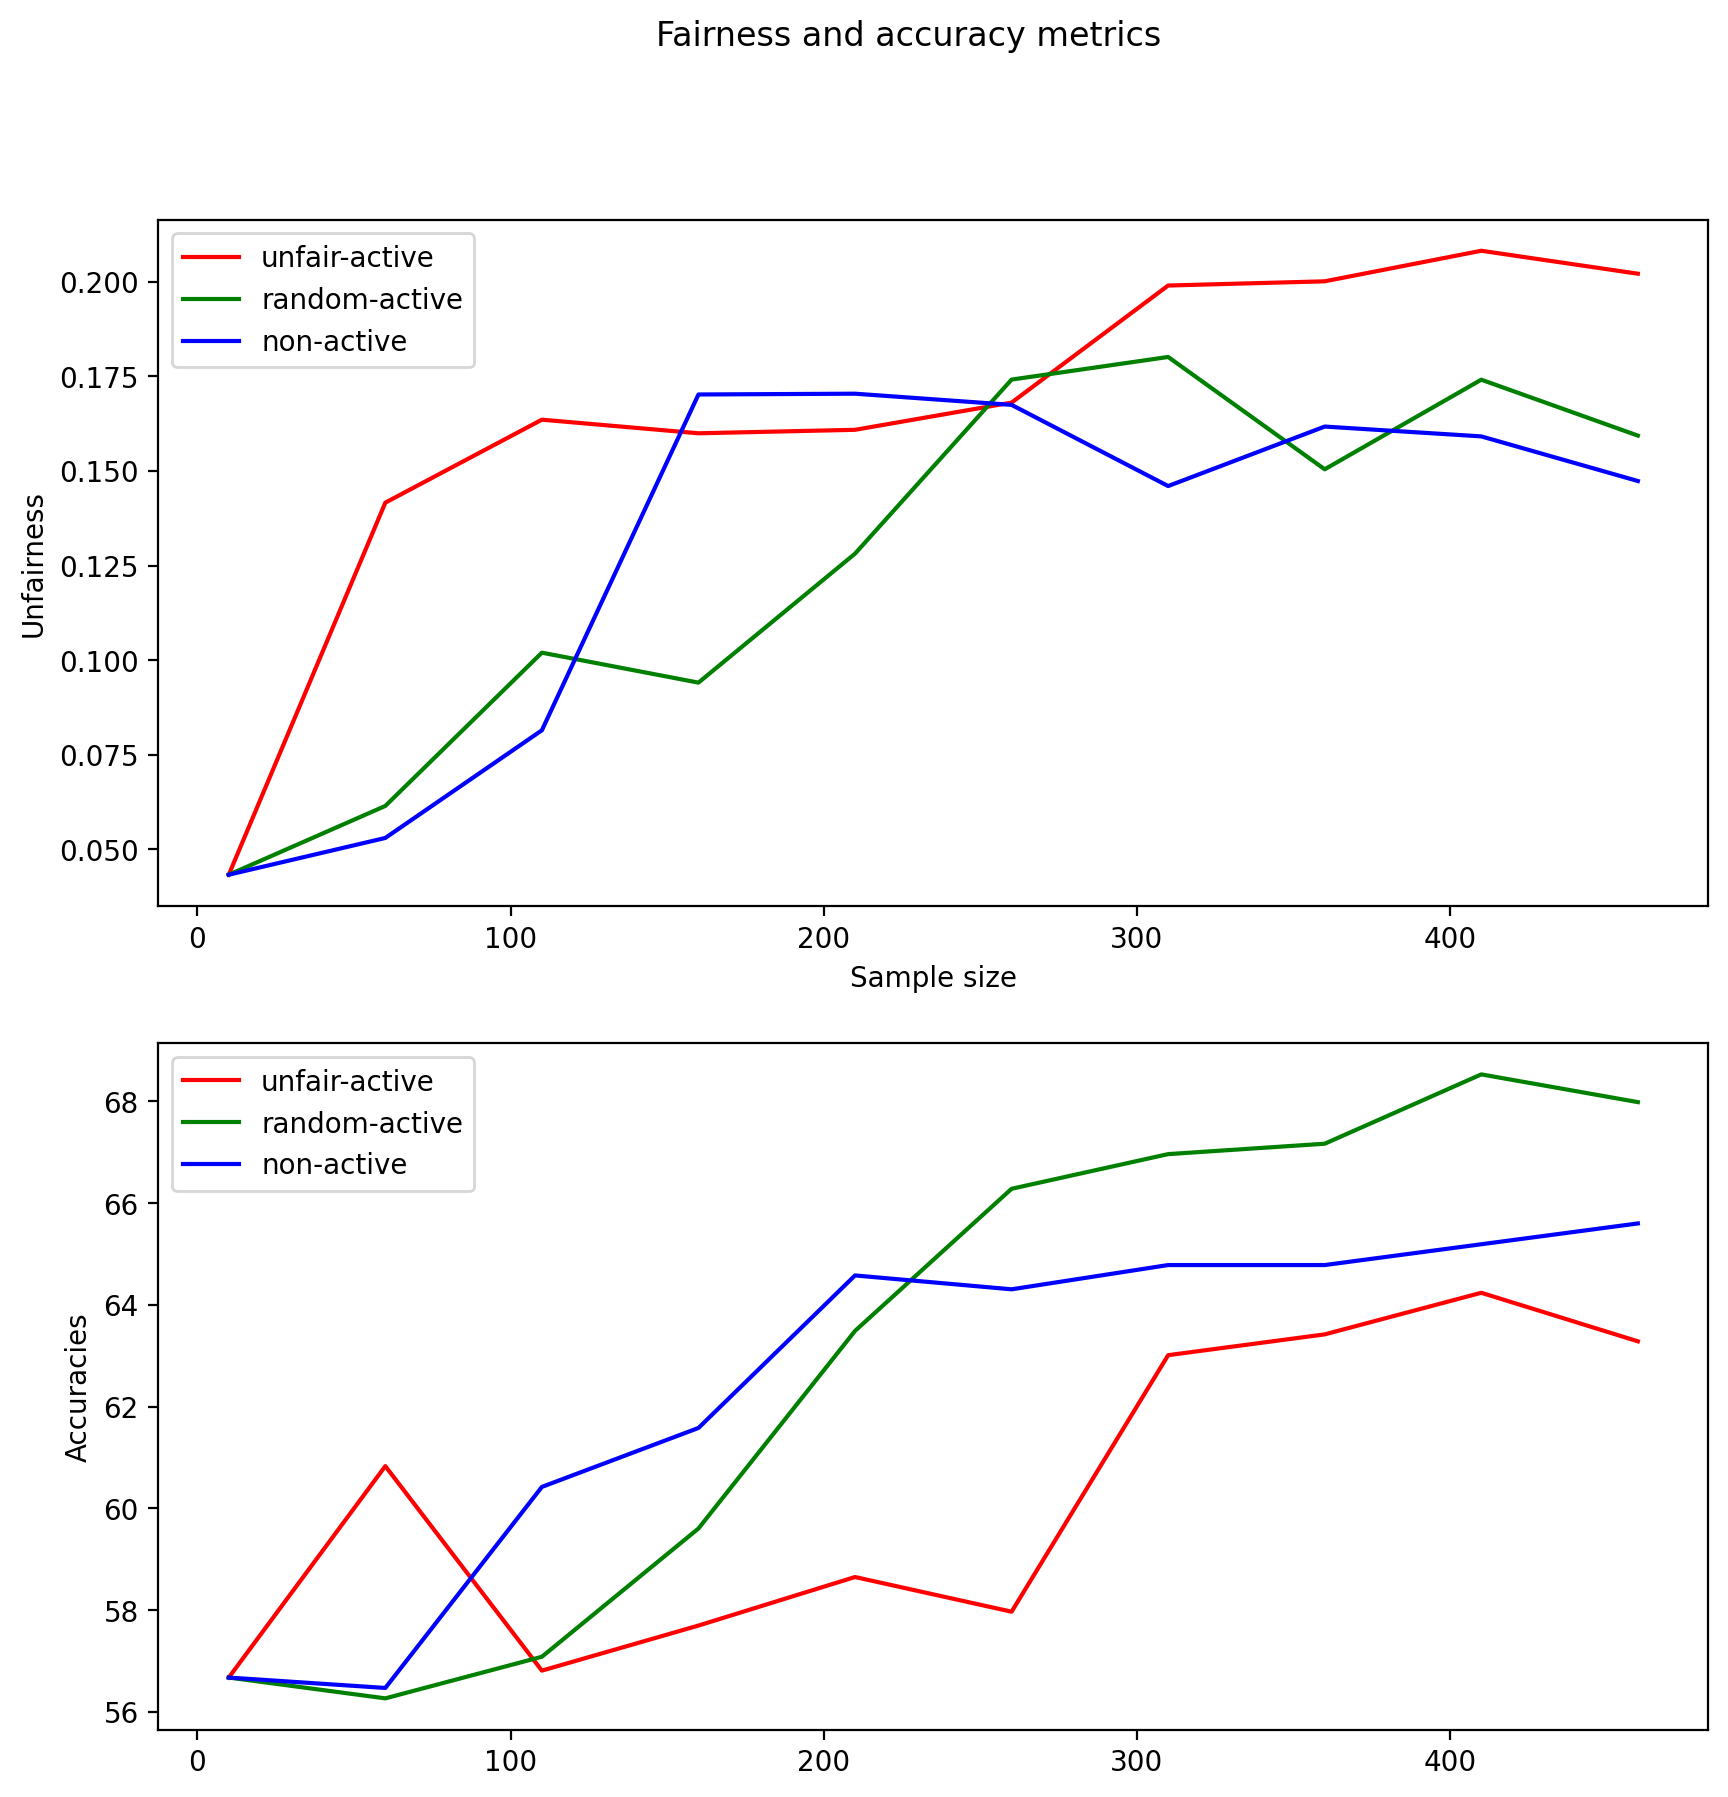 Fairness and accuracy metrics
unfair-active
random-active
non-active
0.200
0.175
0.150
0.125
0.100
0.075
0.050
Unfairness
0 100 200 300 400
Sample size
unfair-active
random-active
non-active
68
66
64
62
60
58
56
Accuracies
0 100 200 300 400